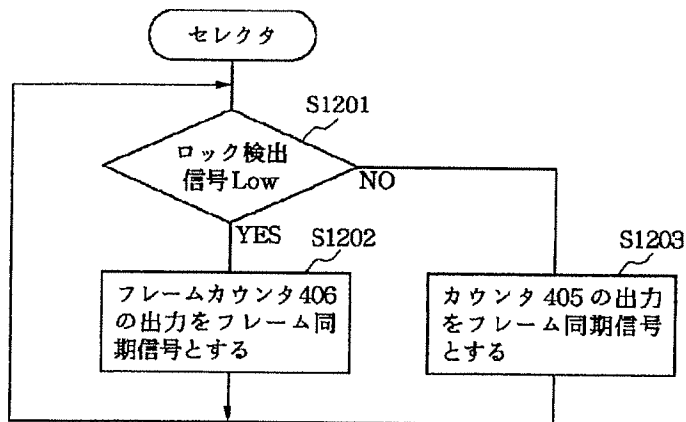 セレクタ
S1201
ロック検出
信号Low
NO
YES
S1202
フレームカウンタ406
の出力をフレーム同
期信号とする
S1203
カウンタ405の出力
をフレーム同期信号
とする